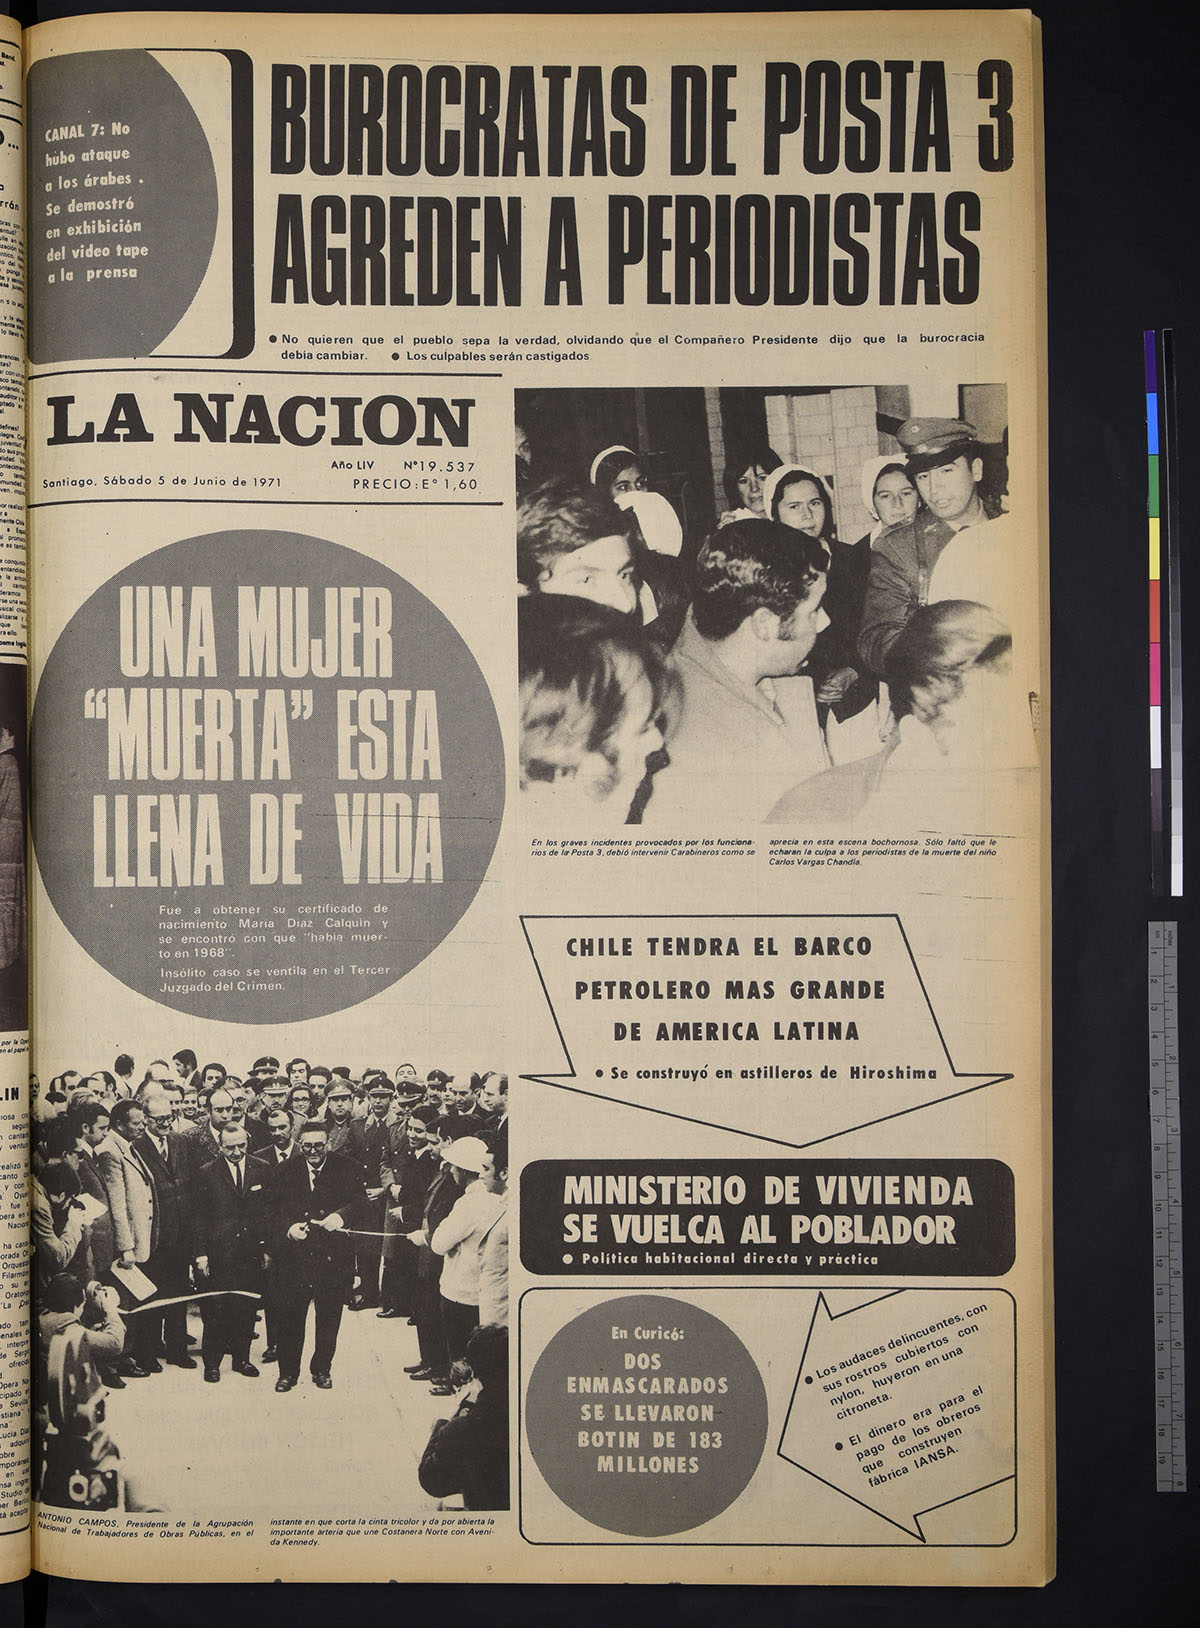 CANAL 7: No
hubo ataque
a los árabes .
Se demostró
en exhibición
del video tape
a la prensa
BUROCRATAS DE POSTA 3
AGREDEN A PERIODISTAS
● No quieren que el pueblo sepa la verdad, olvidando que el Compañero Presidente dijo que la burocracia
debía cambiar. ● Los culpables serán castigados
LA NACION
Año LIV Nº19.537
Santiago, Sábado 5 de Junio de 1971 PRECIO: Eº 1,60
UNA MUJER
"MUERTA" ESTA
LLENA DE VIDA
Fue a obtener su certificado de
nacimiento María Díaz Calquín y
se encontró con que "había muer-
to en 1968".
Insólito caso se ventila en el Tercer
Juzgado del Crimen.
En los graves incidentes provocados por los funciona-
rios de la Posta 3, debió intervenir Carabineros como se
aprecia en esta escena bochornosa. Sólo faltó que le
echaran la culpa a los periodistas de la muerte del niño
Carlos Vargas Chandía.
CHILE TENDRA EL BARCO
PETROLERO MAS GRANDE
DE AMERICA LATINA
● Se construyó en astilleros de Hiroshima
MINISTERIO DE VIVIENDA
SE VUELCA AL POBLADOR
● Política habitacional directa y práctica
En Curicó:
DOS
ENMASCARADOS
SE LLEVARON
BOTIN DE 183
MILLONES
● Los audaces delincuentes, con
sus rostros cubiertos con
nylon, huyeron en una
citroneta.
● El dinero era para el
pago de los obreros
que construyen
fábrica IANSA.
ANTONIO CAMPOS, Presidente de la Agrupación
Nacional de Trabajadores de Obras Públicas, en el
instante en que corta la cinta tricolor y da por abierta la
importante arteria que une Costanera Norte con Aveni-
da Kennedy.